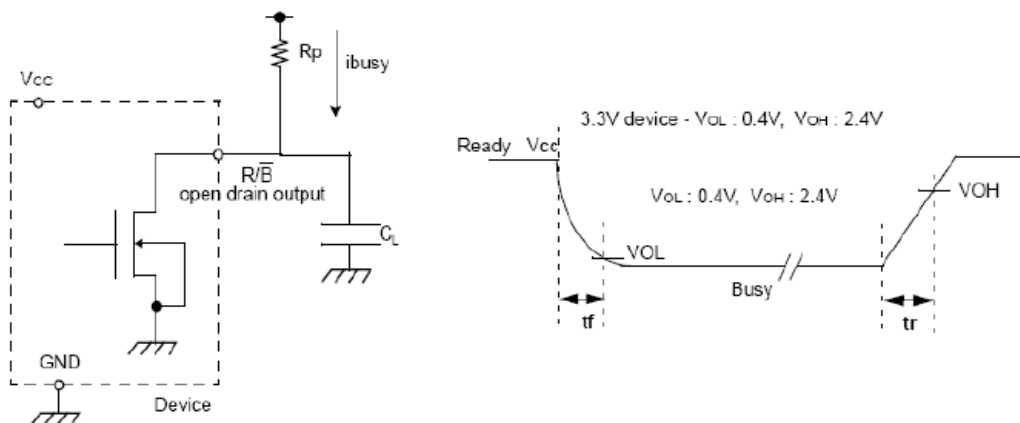 Rp
ibusy
Vcc
R/B̅
open drain output
CL
GND
Device
3.3V device - VOL : 0.4V, VOH : 2.4V
Ready Vcc
VOL : 0.4V, VOH : 2.4V
VOH
VOL
Busy
tf
tr